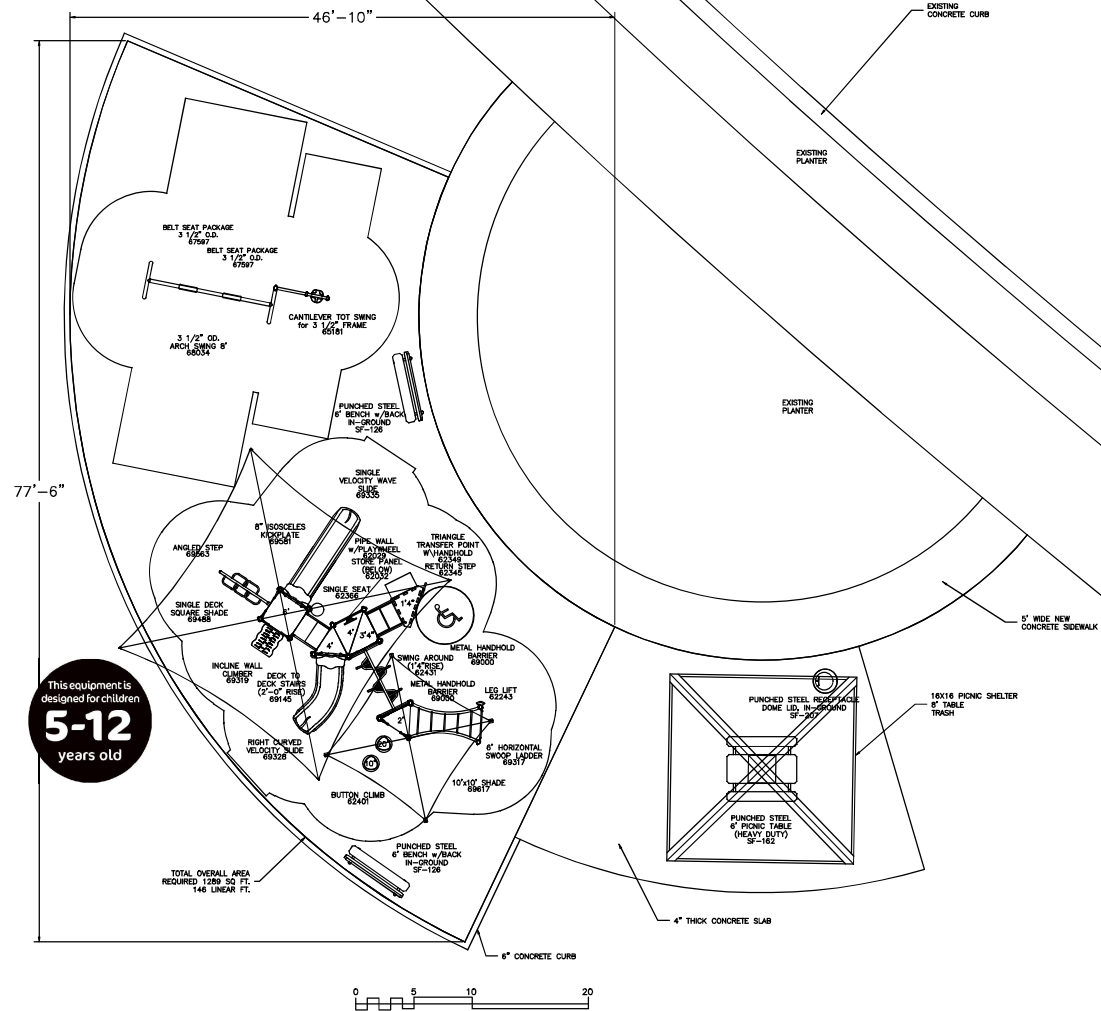 46'-10"
EXISTING
CONCRETE CURB
EXISTING
PLANTER
BELT SEAT PACKAGE
3 1/2" O.D.
67597
BELT SEAT PACKAGE
3 1/2" O.D.
67597
CANTILEVER TOT SWING
for 3 1/2" FRAME
65181
3 1/2" OD.
ARCH SWING 8'
68034
EXISTING
PLANTER
PUNCHED STEEL
6' BENCH w/BACK
IN-GROUND
SF-126
77'-6"
SINGLE
VELOCITY WAVE
SLIDE
69335
8" ISOSCELES
KICKPLATE
69581
ANGLED STEP
69563
PIPE WALL
w/PLAYWHEEL
62029
STORE PANEL
(BELOW)
62032
TRIANGLE
TRANSFER POINT
W\HANDHOLD
62349
RETURN STEP
62345
SINGLE SEAT
62366
SINGLE DECK
SQUARE SHADE
69488
6'
4'
4'
3'4"
1'4"
METAL HANDHOLD
BARRIER
69000
5' WIDE NEW
CONCRETE SIDEWALK
INCLINE WALL
CLIMBER
69319
DECK TO
DECK STAIRS
(2'-0" RISE)
69145
SWING AROUND
(1'4"RISE)
62431
METAL HANDHOLD
BARRIER
69000
LEG LIFT
62243
2'
20"
10"
This equipment is
designed for children
5-12
years old
RIGHT CURVED
VELOCITY SLIDE
69328
6' HORIZONTAL
SWOOP LADDER
69317
10'x10' SHADE
69617
BUTTON CLIMB
62401
PUNCHED STEEL RECEPTACLE
DOME LID, IN-GROUND
SF-207
16X16 PICNIC SHELTER
8' TABLE
TRASH
PUNCHED STEEL
6' PICNIC TABLE
(HEAVY DUTY)
SF-162
PUNCHED STEEL
6' BENCH w/BACK
IN-GROUND
SF-126
TOTAL OVERALL AREA
REQUIRED 1289 SQ FT.
146 LINEAR FT.
4" THICK CONCRETE SLAB
6" CONCRETE CURB
0 5 10 20